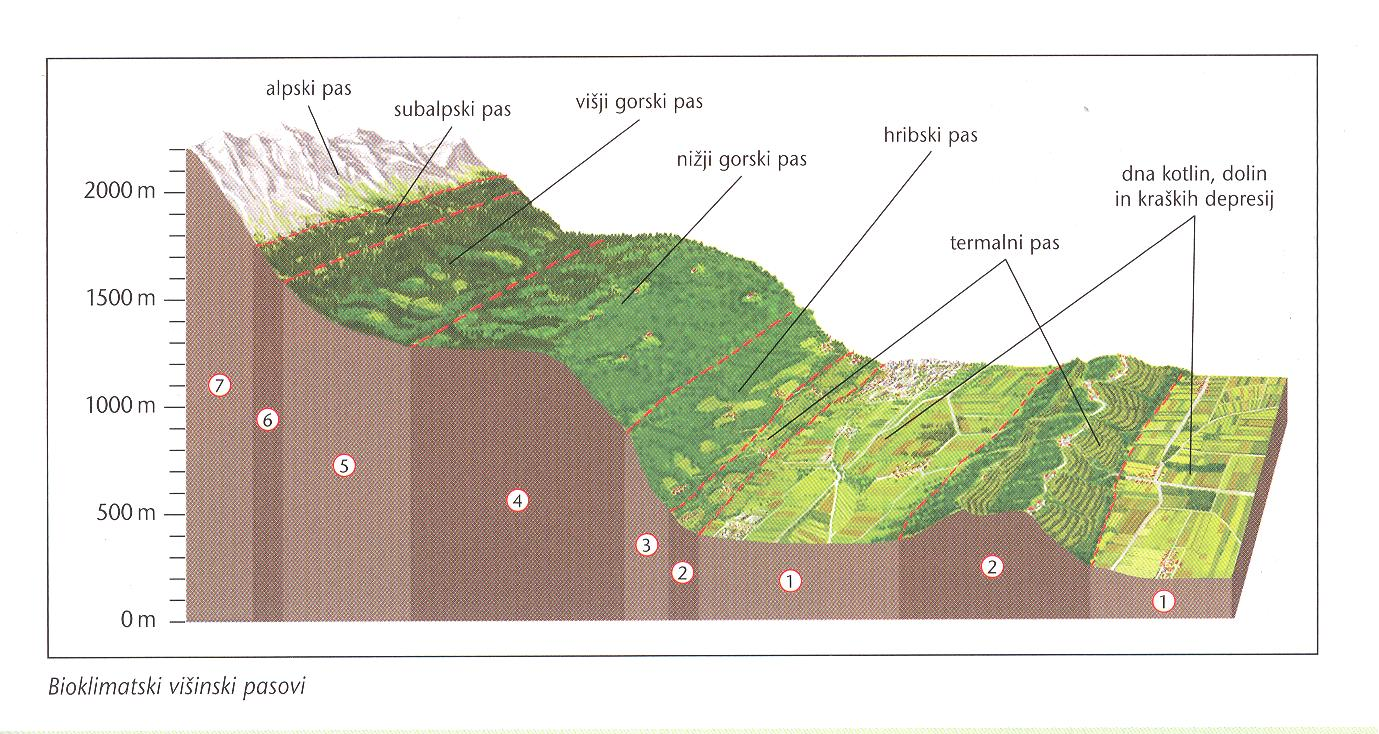 alpski pas
subalpski pas
višji gorski pas
nižji gorski pas
hribski pas
dna kotlin, dolin
in kraških depresij
termalni pas
2000 m
1500 m
1000 m
500 m
0 m
7
6
5
4
3
2
1
2
1
Bioklimatski višinski pasovi